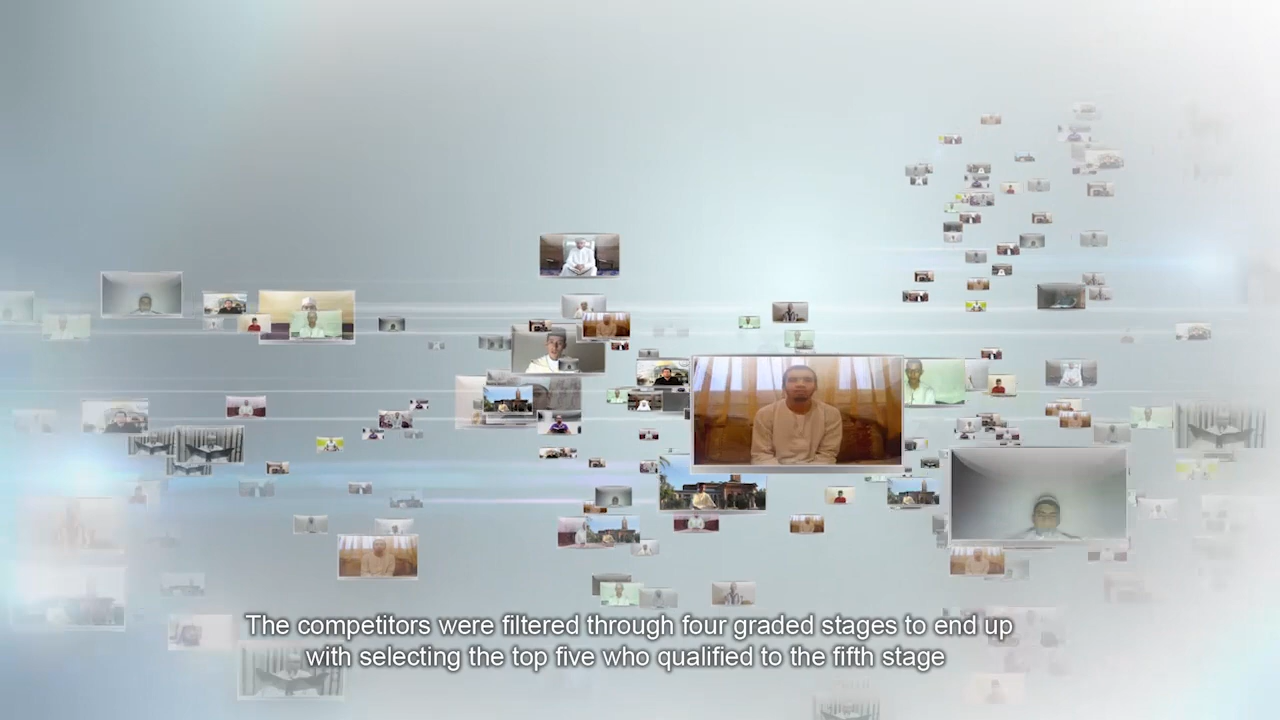 The competitors were filtered through four graded stages to end up
with selecting the top five who qualified to the fifth stage